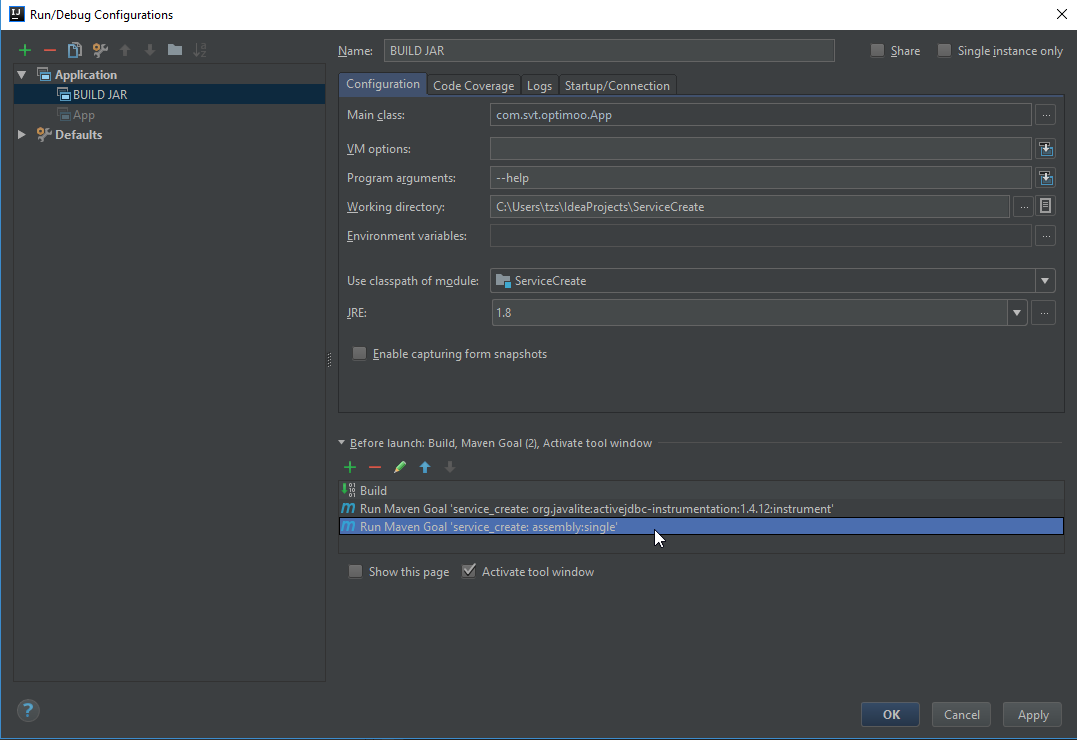 Run/Debug Configurations
Name: BUILD JAR Share Single instance only
Application
BUILD JAR
App
Defaults
Configuration Code Coverage Logs Startup/Connection
Main class: com.svt.optimoo.App ...
VM options:
Program arguments: --help
Working directory: C:\Users\tzs\IdeaProjects\ServiceCreate ...
Environment variables: ...
Use classpath of module: ServiceCreate
JRE: 1.8 ...
Enable capturing form snapshots
Before launch: Build, Maven Goal (2), Activate tool window
Build
Run Maven Goal 'service_create: org.javalite:activejdbc-instrumentation:1.4.12:instrument'
Run Maven Goal 'service_create: assembly:single'
Show this page Activate tool window
? OK Cancel Apply